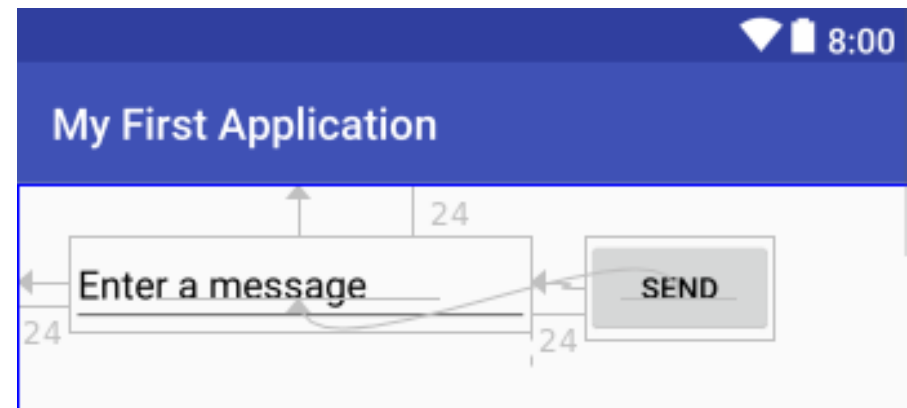 8:00
My First Application
24
Enter a message
SEND
24
24